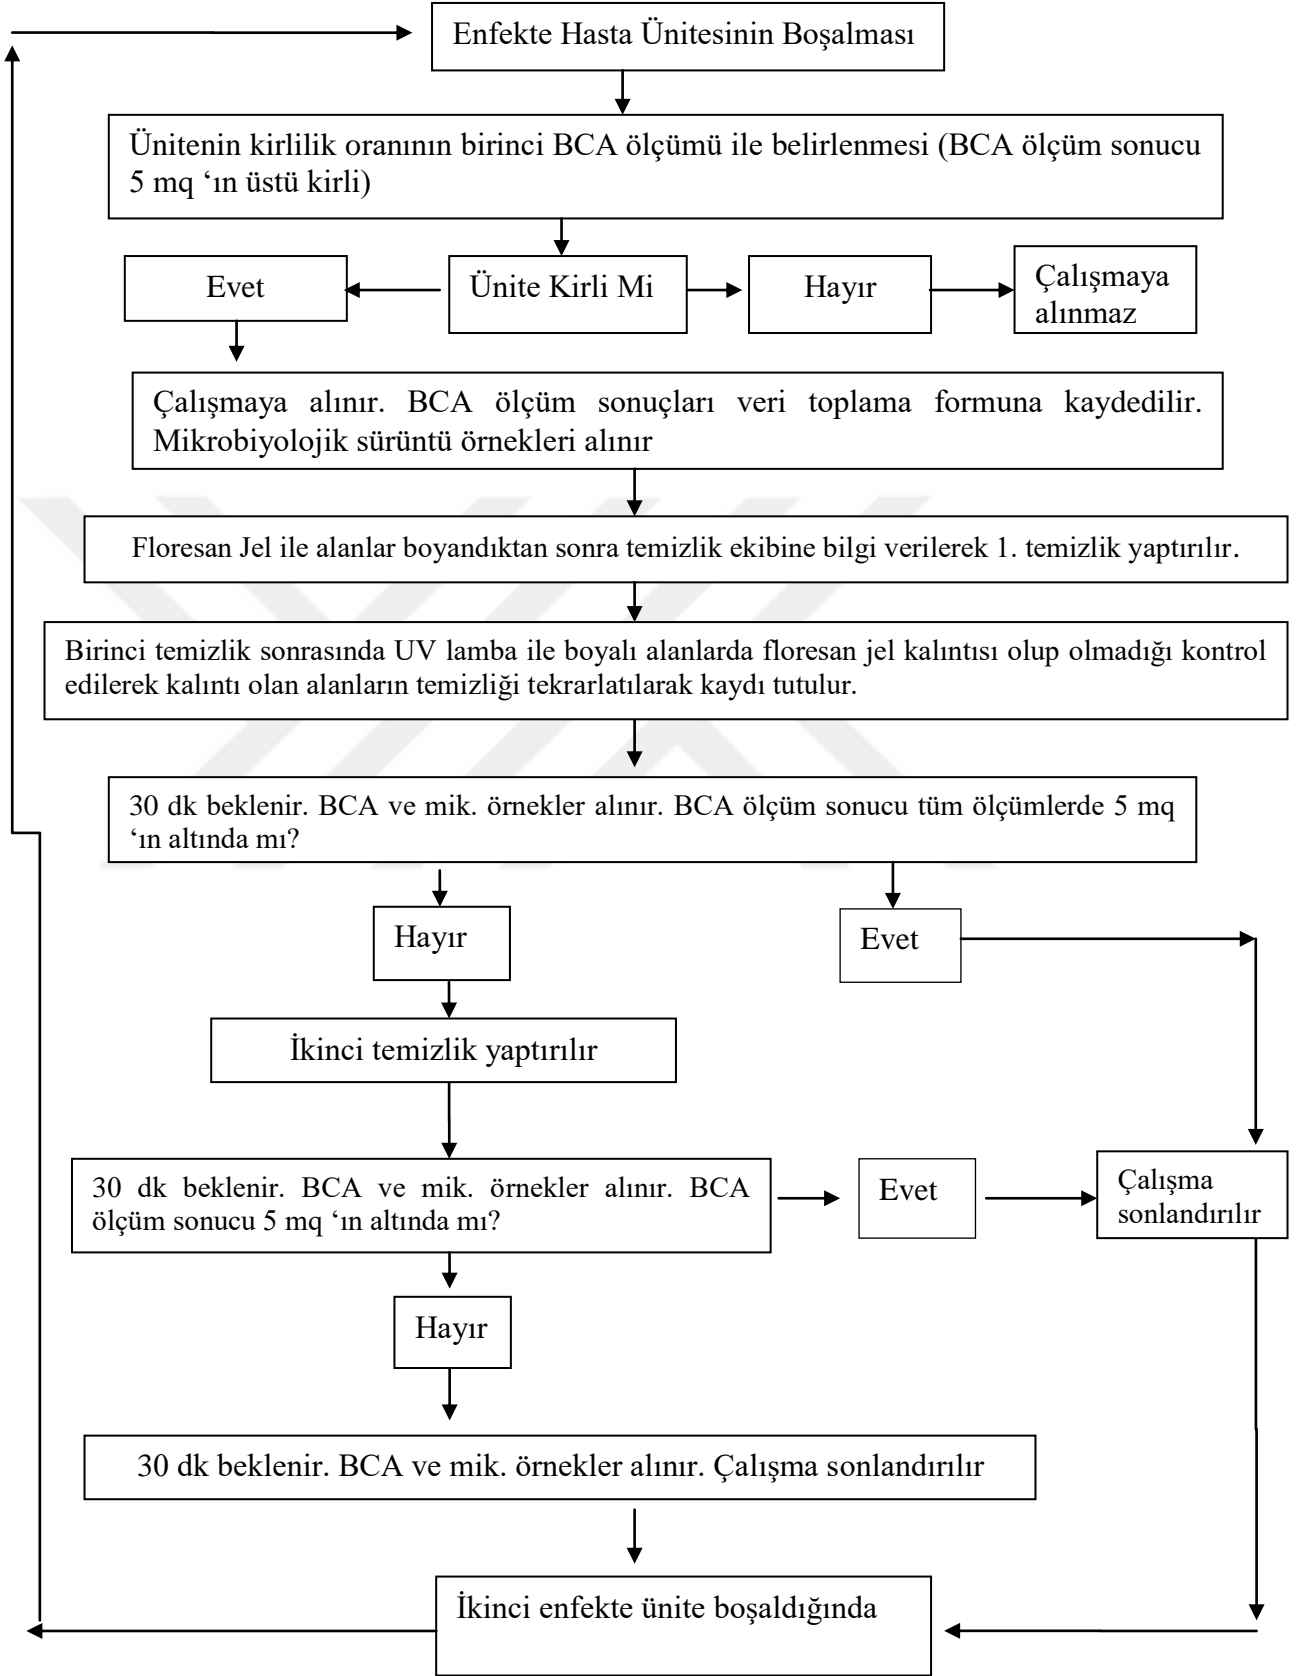 Enfekte Hasta Ünitesinin Boşalması
Ünitenin kirlilik oranının birinci BCA ölçümü ile belirlenmesi (BCA ölçüm sonucu
5 mq ‘ın üstü kirli)
Evet
Ünite Kirli Mi
Hayır
Çalışmaya
alınmaz
Çalışmaya alınır. BCA ölçüm sonuçları veri toplama formuna kaydedilir.
Mikrobiyolojik sürüntü örnekleri alınır
Floresan Jel ile alanlar boyandıktan sonra temizlik ekibine bilgi verilerek 1. temizlik yaptırılır.
Birinci temizlik sonrasında UV lamba ile boyalı alanlarda floresan jel kalıntısı olup olmadığı kontrol
edilerek kalıntı olan alanların temizliği tekrarlatılarak kaydı tutulur.
30 dk beklenir. BCA ve mik. örnekler alınır. BCA ölçüm sonucu tüm ölçümlerde 5 mq
‘ın altında mı?
Hayır
Evet
İkinci temizlik yaptırılır
30 dk beklenir. BCA ve mik. örnekler alınır. BCA
ölçüm sonucu 5 mq ‘ın altında mı?
Evet
Çalışma
sonlandırılır
Hayır
30 dk beklenir. BCA ve mik. örnekler alınır. Çalışma sonlandırılır
İkinci enfekte ünite boşaldığında